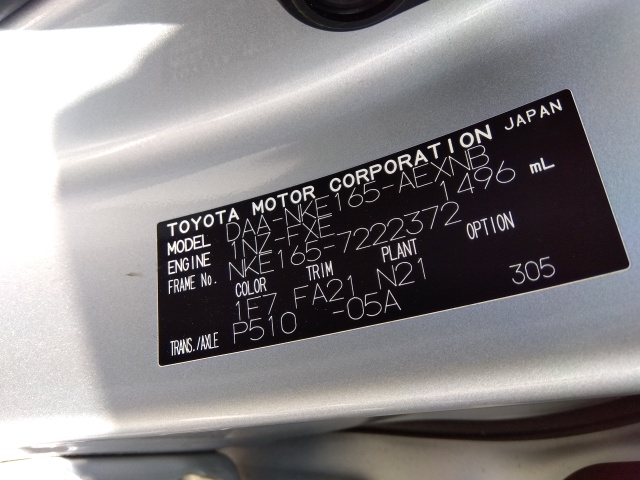 TOYOTA MOTOR CORPORATION JAPAN
MODEL DAA-NKE165-AEXNB
ENGINE 1NZ-FXE 1496 mL
FRAME No. NKE165-7222372
COLOR TRIM PLANT OPTION
1F7 FA21 N21 305
TRANS./AXLE P510 -05A